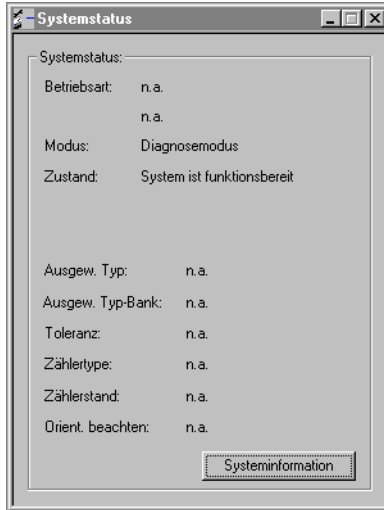 Systemstatus
Systemstatus:
Betriebsart: n.a.
n.a.
Modus: Diagnosemodus
Zustand: System ist funktionsbereit
Ausgew. Typ: n.a.
Ausgew. Typ-Bank: n.a.
Toleranz: n.a.
Zählertype: n.a.
Zählerstand: n.a.
Orient. beachten: n.a.
Systeminformation